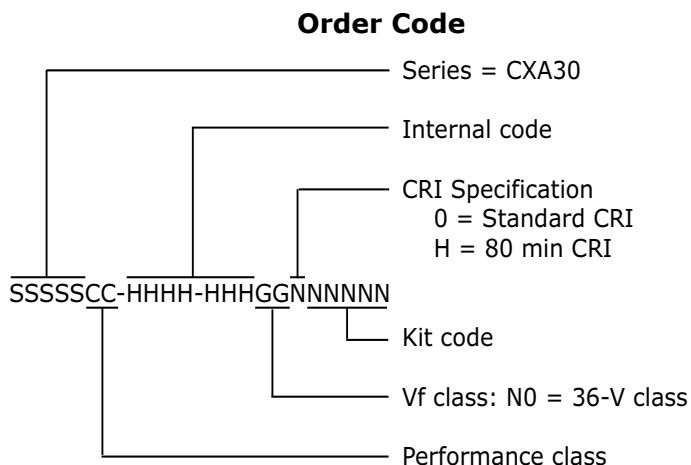 Order Code
Series = CXA30
Internal code
CRI Specification
0 = Standard CRI
H = 80 min CRI
SSSSSCC-HHHH-HHHGGNNNNNN
Kit code
Vf class: N0 = 36-V class
Performance class